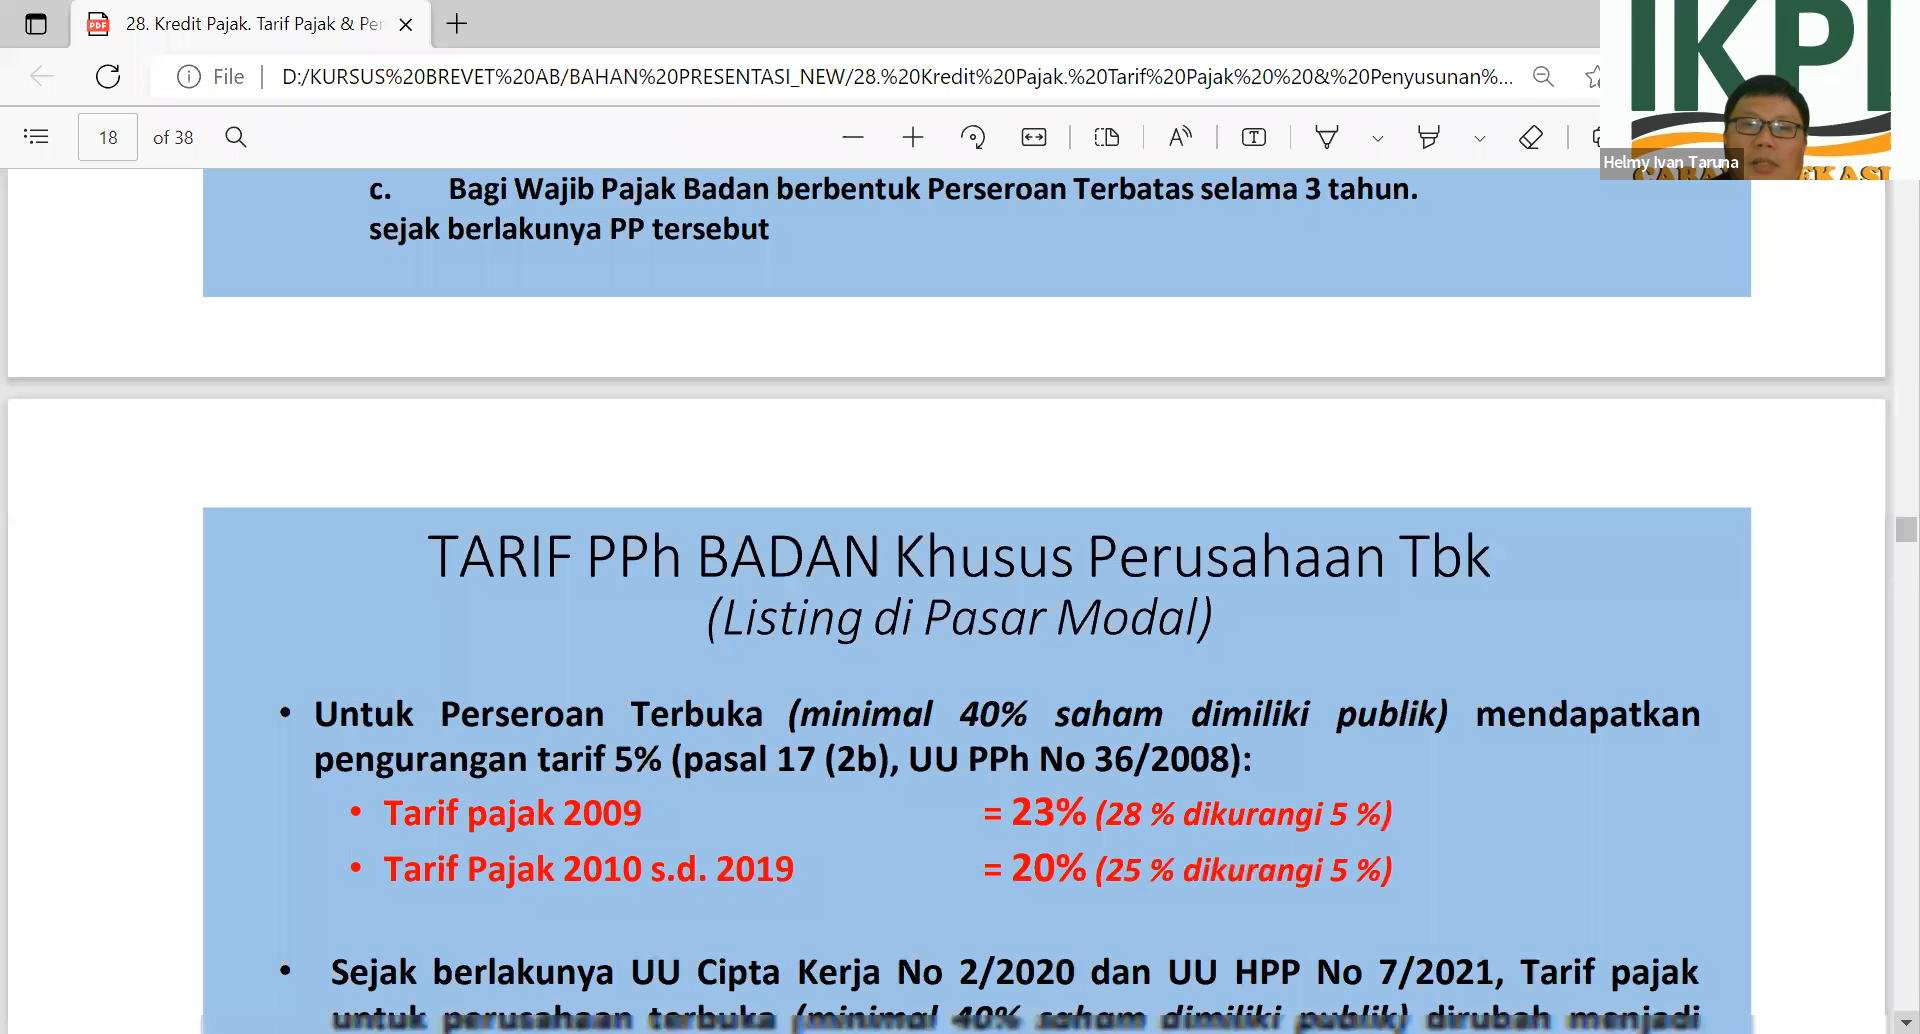 28. Kredit Pajak. Tarif Pajak & Per
File
D:/KURSUS%20BREVET%20AB/BAHAN%20PRESENTASI_NEW/28.%20Kredit%20Pajak.%20Tarif%20Pajak%20%20&%20Penyusunan%...
IKPI
18 of 38
Helmy Ivan Taruna
c. Bagi Wajib Pajak Badan berbentuk Perseroan Terbatas selama 3 tahun.
sejak berlakunya PP tersebut
TARIF PPh BADAN Khusus Perusahaan Tbk
(Listing di Pasar Modal)
• Untuk Perseroan Terbuka (minimal 40% saham dimiliki publik) mendapatkan
pengurangan tarif 5% (pasal 17 (2b), UU PPh No 36/2008):
• Tarif pajak 2009 = 23% (28 % dikurangi 5 %)
• Tarif Pajak 2010 s.d. 2019 = 20% (25 % dikurangi 5 %)
• Sejak berlakunya UU Cipta Kerja No 2/2020 dan UU HPP No 7/2021, Tarif pajak
untuk perusahaan terbuka (minimal 40% saham dimiliki publik) dirubah menjadi